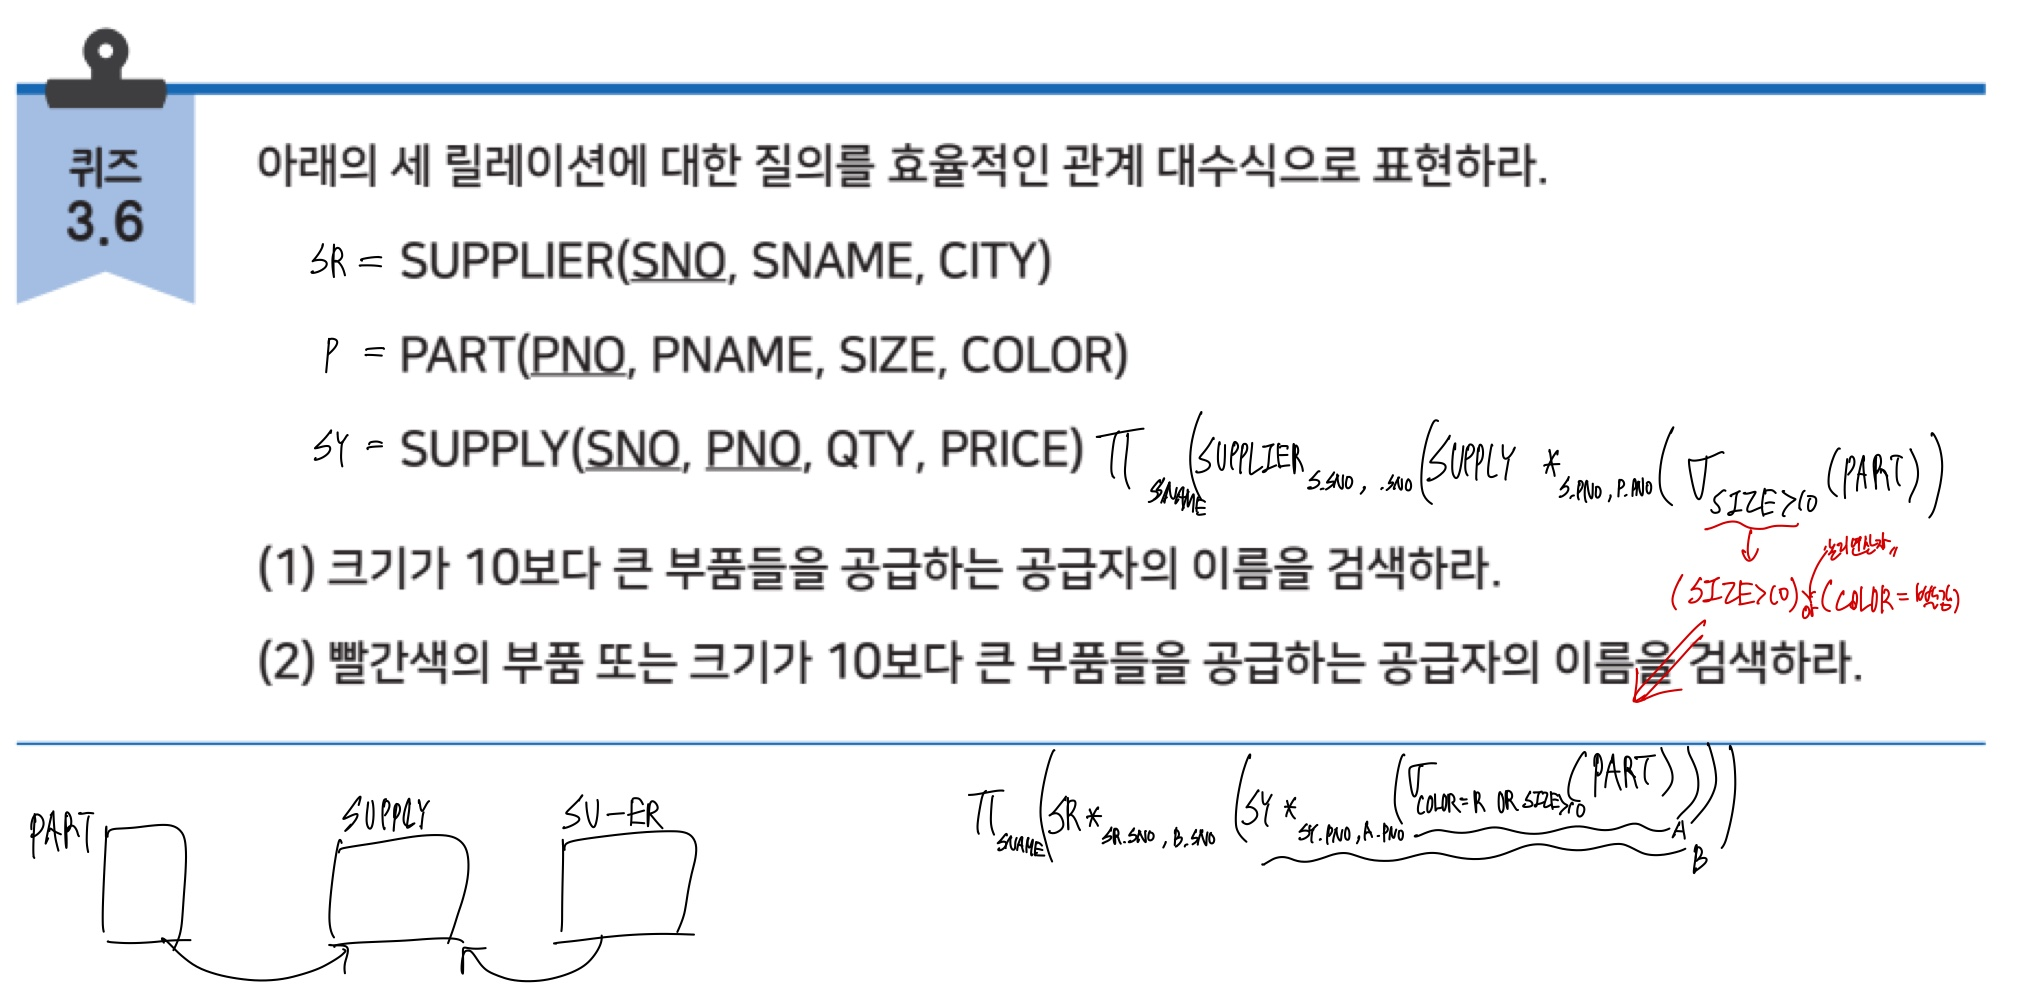 퀴즈
3.6
아래의 세 릴레이션에 대한 질의를 효율적인 관계 대수식으로 표현하라.
SR = SUPPLIER(SNO, SNAME, CITY)
P = PART(PNO, PNAME, SIZE, COLOR)
SY = SUPPLY(SNO, PNO, QTY, PRICE)
π SNAME (SUPPLIER S.SNO, .SNO (SUPPLY * S.PNO, P.PNO (σ SIZE>10 (PART))
논리연산자
(SIZE>10) or (COLOR=빨강)
(1) 크기가 10보다 큰 부품들을 공급하는 공급자의 이름을 검색하라.
(2) 빨간색의 부품 또는 크기가 10보다 큰 부품들을 공급하는 공급자의 이름을 검색하라.
π SNAME (SR * SR.SNO, B.SNO (SY * SY.PNO, A.PNO (σ COLOR=R OR SIZE>10 (PART))))
A
B
PART SUPPLY SU-ER